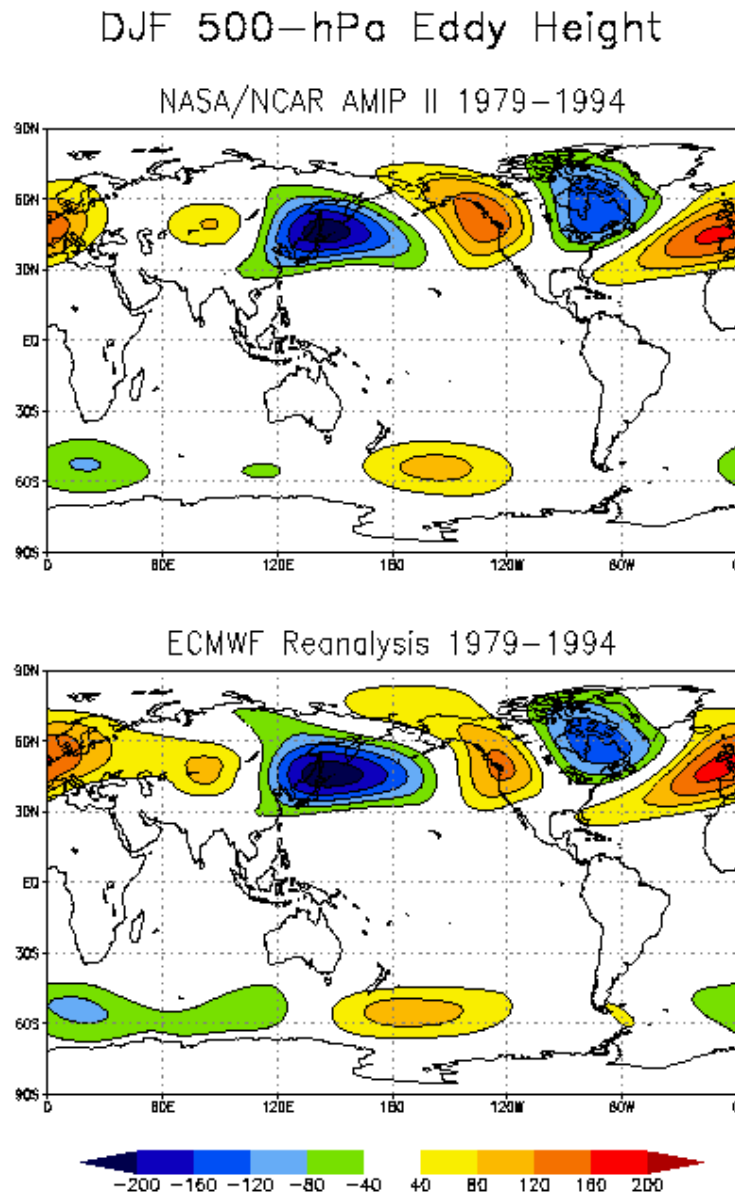 DJF 500-hPa Eddy Height
NASA/NCAR AMIP II 1979-1994
90N
60N
30N
EQ
30S
60S
90S
0 60E 120E 180 120W 60W 0
ECMWF Reanalysis 1979-1994
90N
60N
30N
EQ
30S
60S
90S
0 60E 120E 180 120W 60W 0
-200 -160 -120 -80 -40 40 80 120 160 200